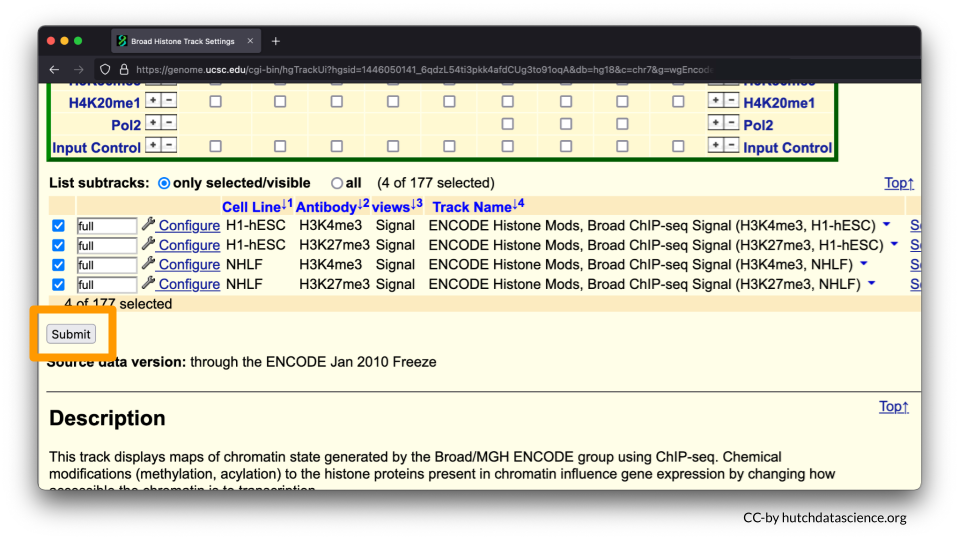 Broad Histone Track Settings × +
https://genome.ucsc.edu/cgi-bin/hgTrackUi?hgsid=1446050141_6qdzL54ti3pkk4afdCUg3to91oqA&db=hg18&c=chr7&g=wgEncode
H4K20me1 + - + - H4K20me1
Pol2 + - + - Pol2
Input Control + - + - Input Control
List subtracks: only selected/visible all (4 of 177 selected) Top↑
Cell Line↓1 Antibody↓2 views↓3 Track Name↓4
full Configure H1-hESC H3K4me3 Signal ENCODE Histone Mods, Broad ChIP-seq Signal (H3K4me3, H1-hESC)
full Configure H1-hESC H3K27me3 Signal ENCODE Histone Mods, Broad ChIP-seq Signal (H3K27me3, H1-hESC)
full Configure NHLF H3K4me3 Signal ENCODE Histone Mods, Broad ChIP-seq Signal (H3K4me3, NHLF)
full Configure NHLF H3K27me3 Signal ENCODE Histone Mods, Broad ChIP-seq Signal (H3K27me3, NHLF)
4 of 177 selected
Submit
Source data version: through the ENCODE Jan 2010 Freeze
Description Top↑
This track displays maps of chromatin state generated by the Broad/MGH ENCODE group using ChIP-seq. Chemical
modifications (methylation, acylation) to the histone proteins present in chromatin influence gene expression by changing how
accessible the chromatin is to transcription.
CC-by hutchdatascience.org